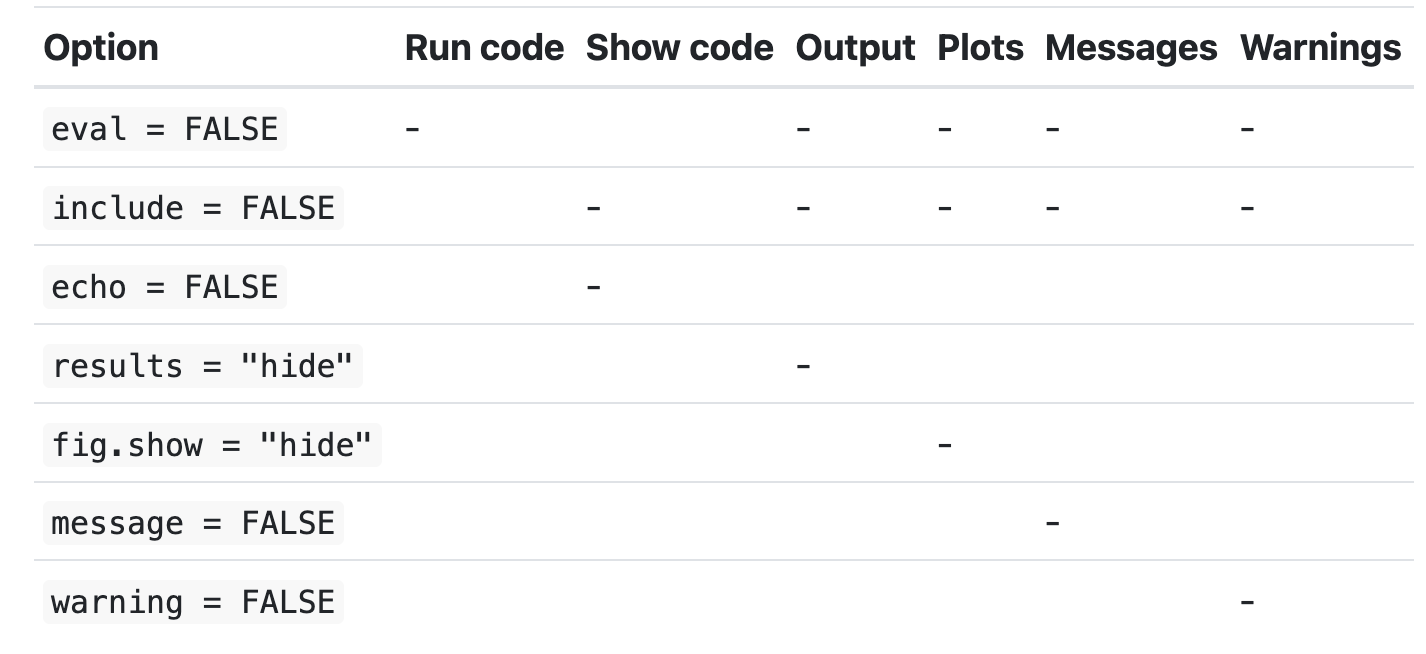 Option Run code Show code Output Plots Messages Warnings
eval = FALSE - - - - -
include = FALSE - - - - -
echo = FALSE -
results = "hide" -
fig.show = "hide" -
message = FALSE -
warning = FALSE -